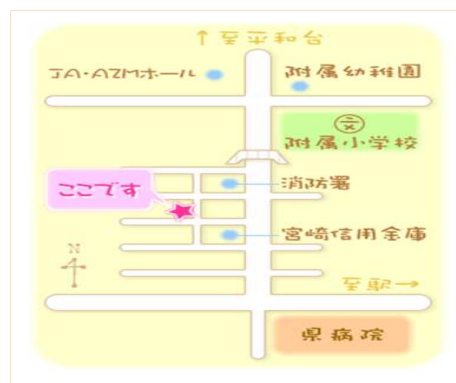 ↑至平和台
JA・AZMホール
附属幼稚園
文
附属小学校
消防署
ここです
宮崎信用金庫
N
至駅→
県病院